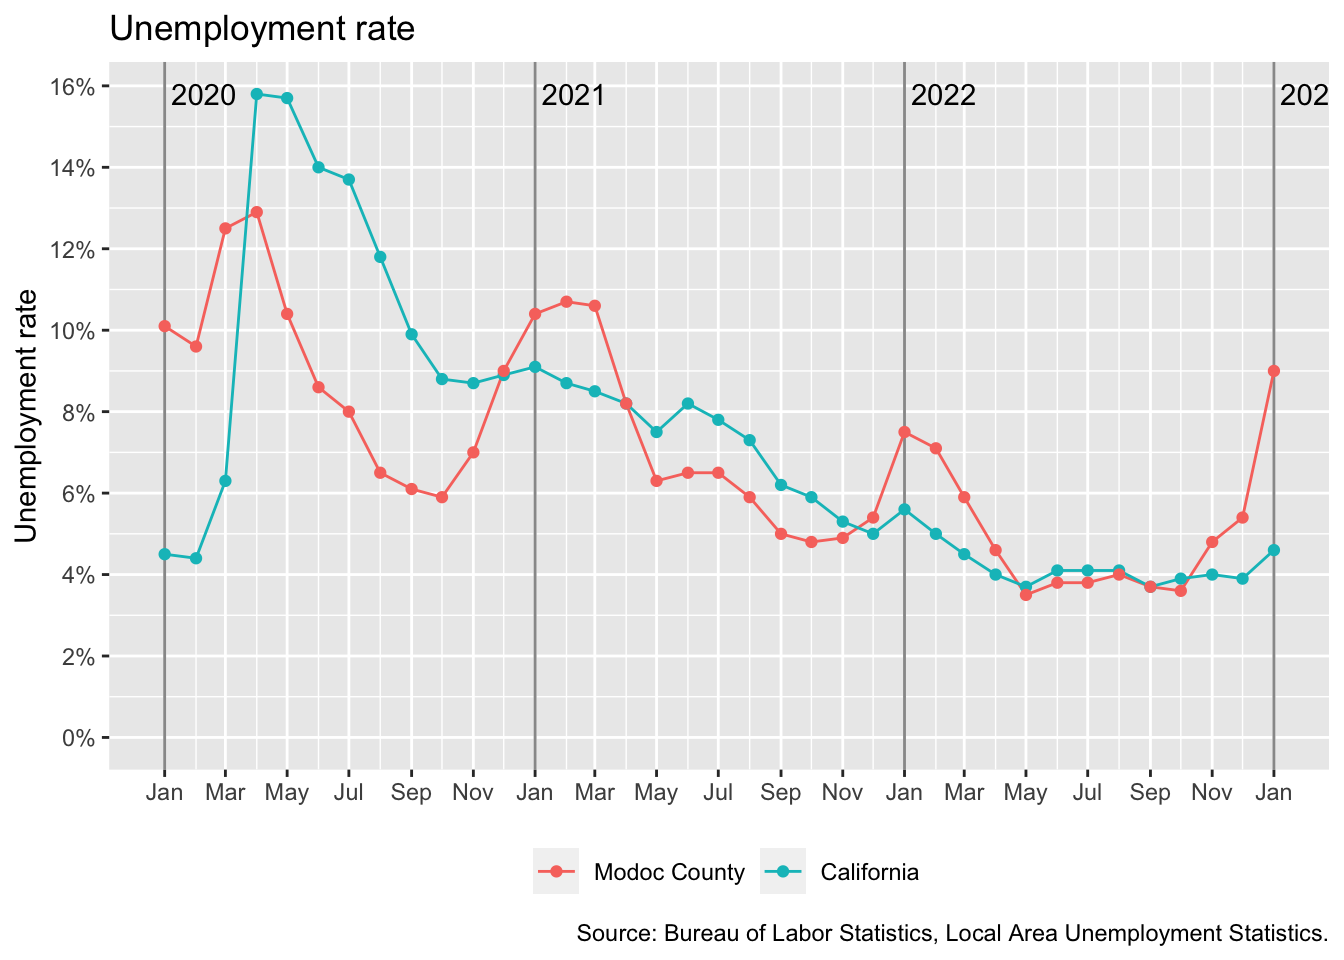 Unemployment rate
16%
14%
12%
10%
8%
6%
4%
2%
0%
Unemployment rate
2020 2021 2022 202
Jan Mar May Jul Sep Nov Jan Mar May Jul Sep Nov Jan Mar May Jul Sep Nov Jan
Modoc County California
Source: Bureau of Labor Statistics, Local Area Unemployment Statistics.